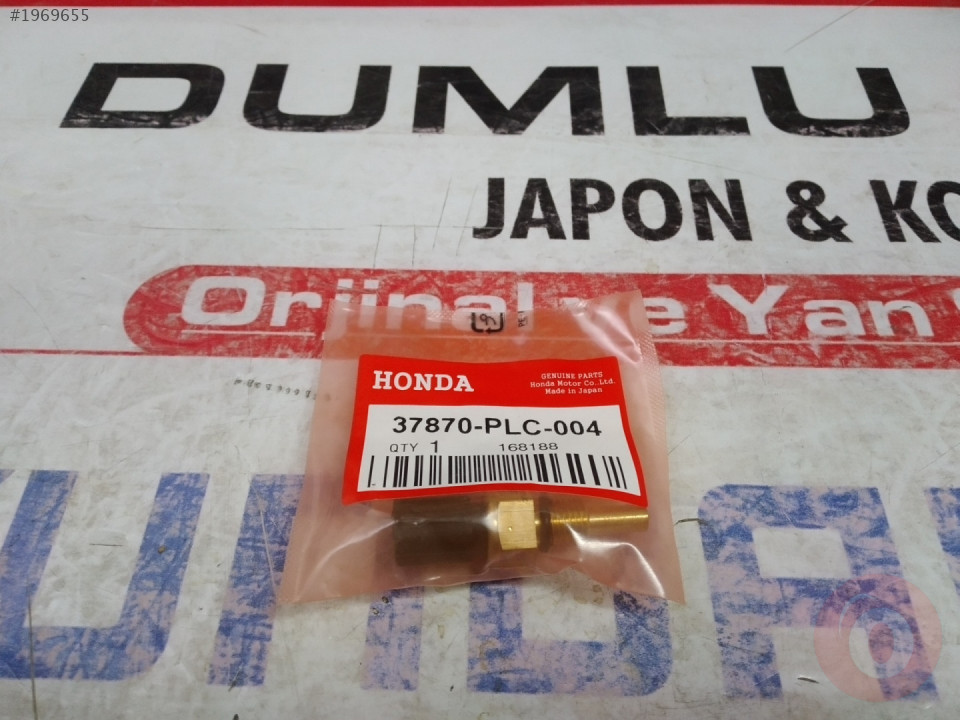 #1969655
DUMLU
JAPON & KO
Orjinal ve Yan
HONDA
GENUINE PARTS
Honda Motor Co.,Ltd.
Made in Japan
37870-PLC-004
QTY 1 168188